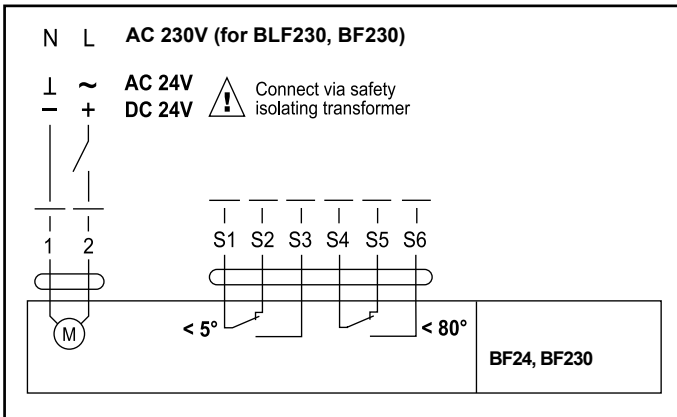 N L AC 230V (for BLF230, BF230)
⊥ ~ AC 24V
− + DC 24V
! Connect via safety
isolating transformer
1 2 S1 S2 S3 S4 S5 S6
M < 5° < 80°
BF24, BF230